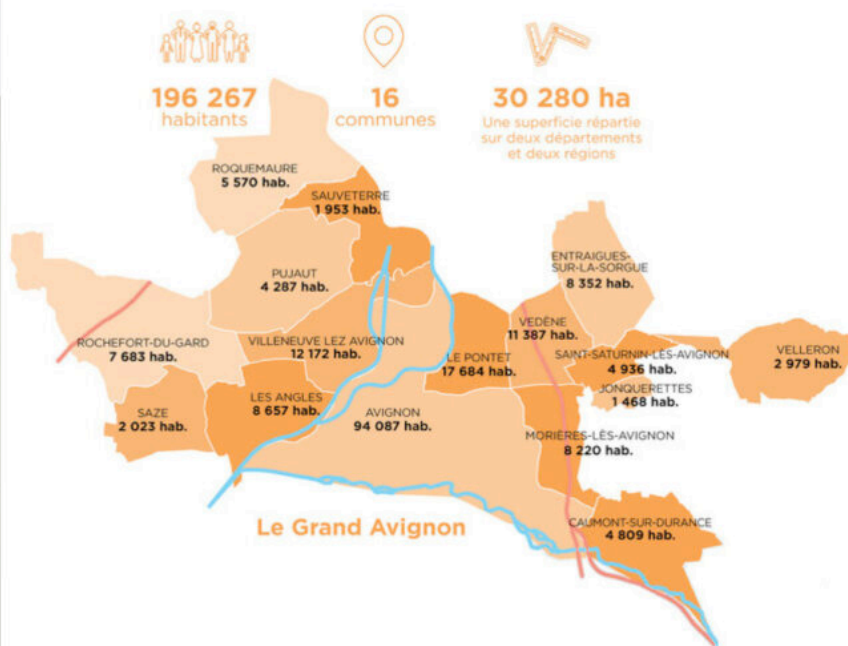 196 267
habitants
16
communes
30 280 ha
Une superficie répartie
sur deux départements
et deux régions
ROQUEMAURE
5 570 hab.
SAUVETERRE
1 953 hab.
PUJAUT
4 287 hab.
ENTRAIGUES-
SUR-LA-SORGUE
8 352 hab.
ROCHEFORT-DU-GARD
7 683 hab.
VILLENEUVE LEZ AVIGNON
12 172 hab.
VEDÈNE
11 387 hab.
LE PONTET
17 684 hab.
SAINT-SATURNIN-LÈS-AVIGNON
4 936 hab.
VELLERON
2 979 hab.
JONQUERETTES
1 468 hab.
SAZE
2 023 hab.
LES ANGLES
8 657 hab.
AVIGNON
94 087 hab.
MORIÈRES-LÈS-AVIGNON
8 220 hab.
CAUMONT-SUR-DURANCE
4 809 hab.
Le Grand Avignon